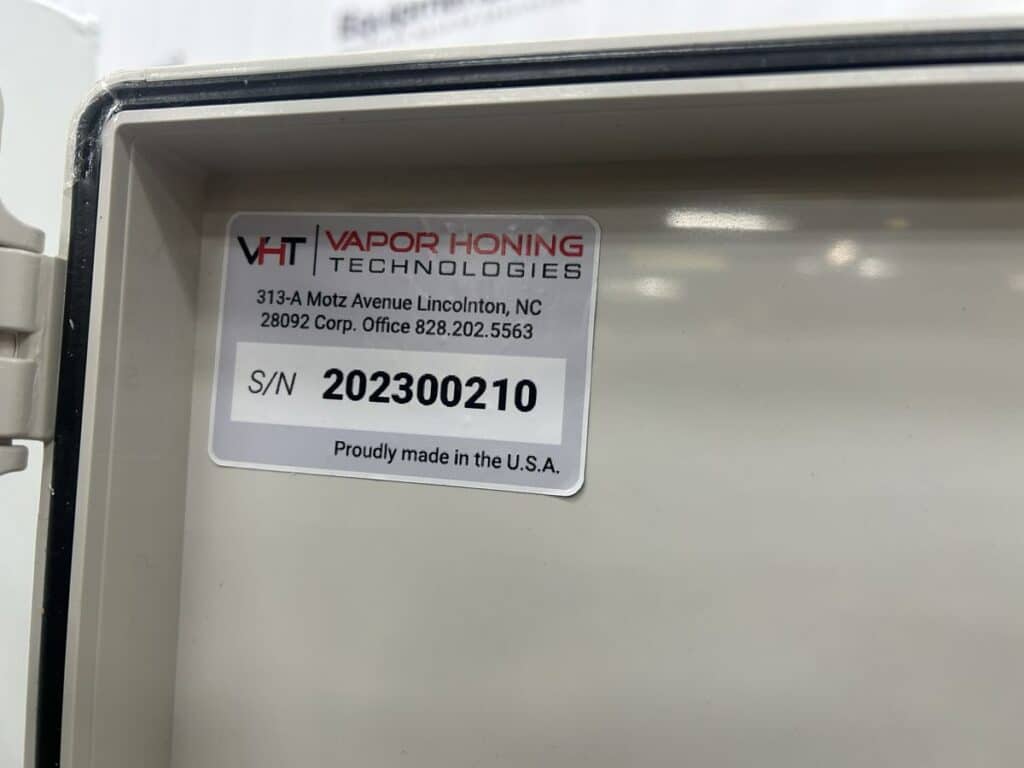 Equipment
VHT VAPOR HONING
TECHNOLOGIES
313-A Motz Avenue Lincolnton, NC
28092 Corp. Office 828.202.5563
S/N 202300210
Proudly made in the U.S.A.